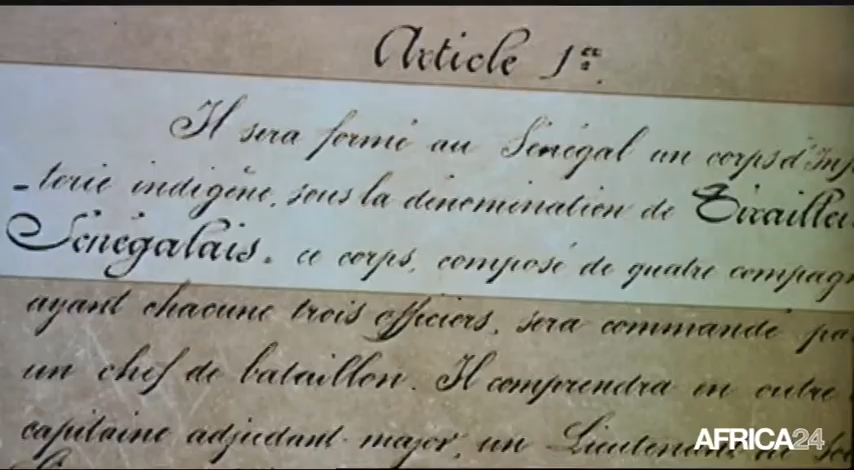 Article 1er.
Il sera formé au Sénégal un corps d'Inf
-terie indigène, sous la dénomination de Tirailleu
Sénégalais. ce corps, composé de quatre compagn
ayant chacune trois officiers, sera commandé pa
un chef de bataillon. Il comprendra en outre
capitaine adjudant-major, un Lieutenant
AFRICA24